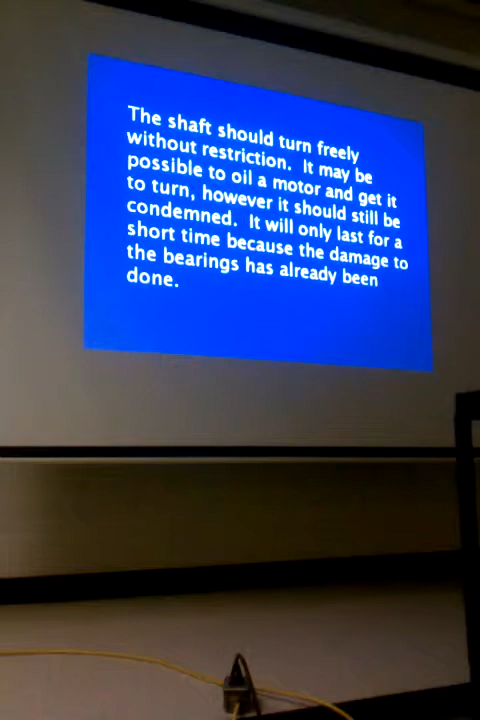 The shaft should turn freely
without restriction. It may be
possible to oil a motor and get it
to turn, however it should still be
condemned. It will only last for a
short time because the damage to
the bearings has already been
done.